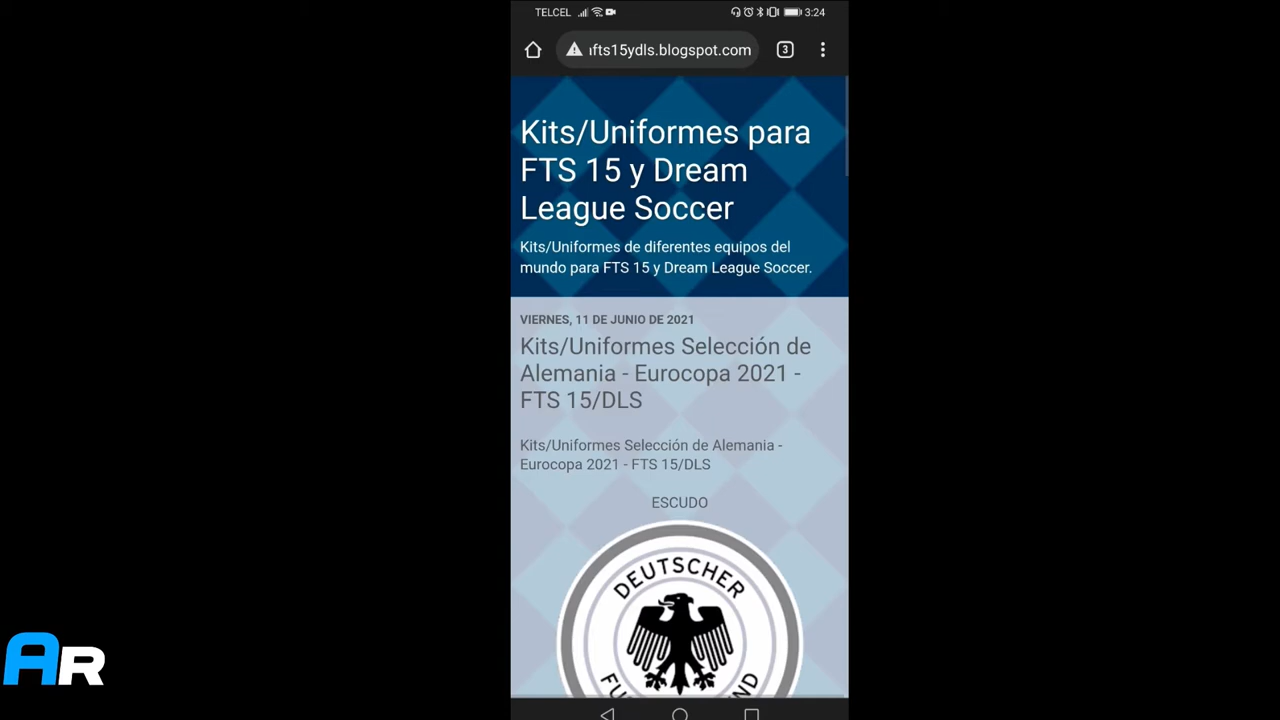 TELCEL 3:24
ıfts15ydls.blogspot.com 3
Kits/Uniformes para
FTS 15 y Dream
League Soccer
Kits/Uniformes de diferentes equipos del
mundo para FTS 15 y Dream League Soccer.
VIERNES, 11 DE JUNIO DE 2021
Kits/Uniformes Selección de
Alemania - Eurocopa 2021 -
FTS 15/DLS
Kits/Uniformes Selección de Alemania -
Eurocopa 2021 - FTS 15/DLS
ESCUDO
DEUTSCHER
AR